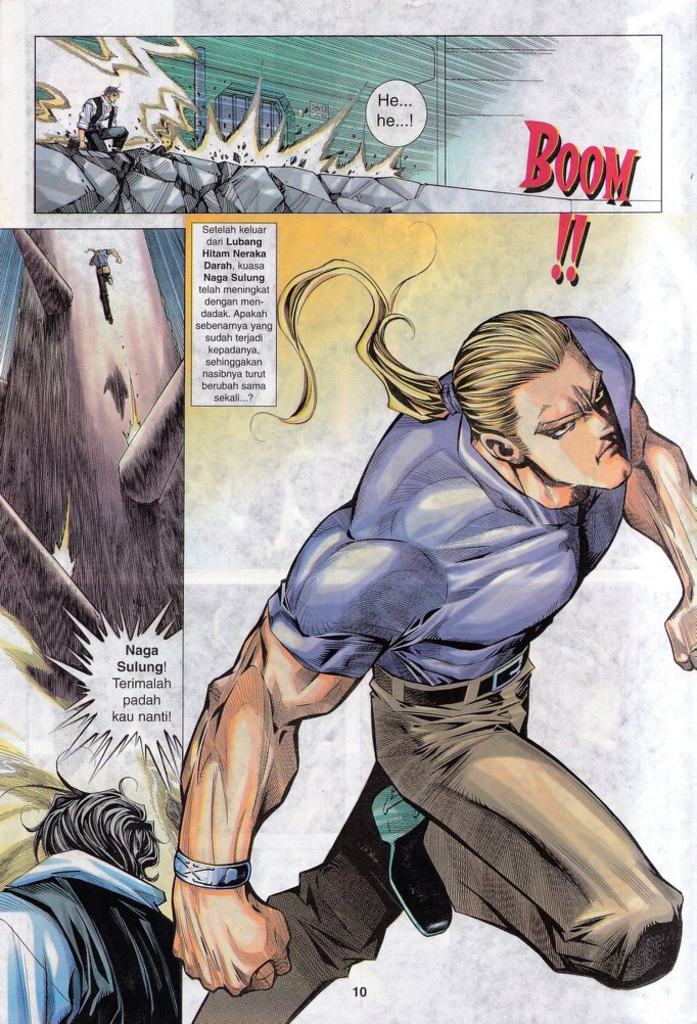 He...
he...!
BOOM
!!
Setelah keluar
dari Lubang
Hitam Neraka
Darah, kuasa
Naga Sulung
telah meningkat
dengan men-
dadak. Apakah
sebenarnya yang
sudah terjadi
kepadanya,
sehinggakan
nasibnya turut
berubah sama
sekali...?
Naga
Sulung!
Terimalah
padah
kau nanti!
10